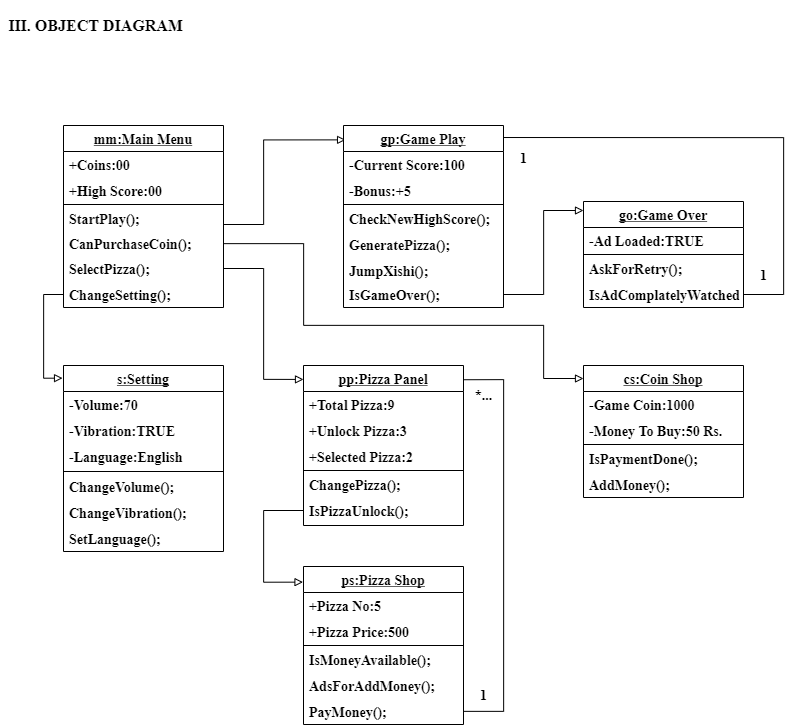 III. OBJECT DIAGRAM
mm:Main Menu
+Coins:00
+High Score:00
StartPlay();
CanPurchaseCoin();
SelectPizza();
ChangeSetting();
gp:Game Play
-Current Score:100
-Bonus:+5
CheckNewHighScore();
GeneratePizza();
JumpXishi();
IsGameOver();
1
go:Game Over
-Ad Loaded:TRUE
AskForRetry();
IsAdComplatelyWatched
1
s:Setting
-Volume:70
-Vibration:TRUE
-Language:English
ChangeVolume();
ChangeVibration();
SetLanguage();
pp:Pizza Panel
+Total Pizza:9
+Unlock Pizza:3
+Selected Pizza:2
ChangePizza();
IsPizzaUnlock();
*...
cs:Coin Shop
-Game Coin:1000
-Money To Buy:50 Rs.
IsPaymentDone();
AddMoney();
ps:Pizza Shop
+Pizza No:5
+Pizza Price:500
IsMoneyAvailable();
AdsForAddMoney();
PayMoney();
1